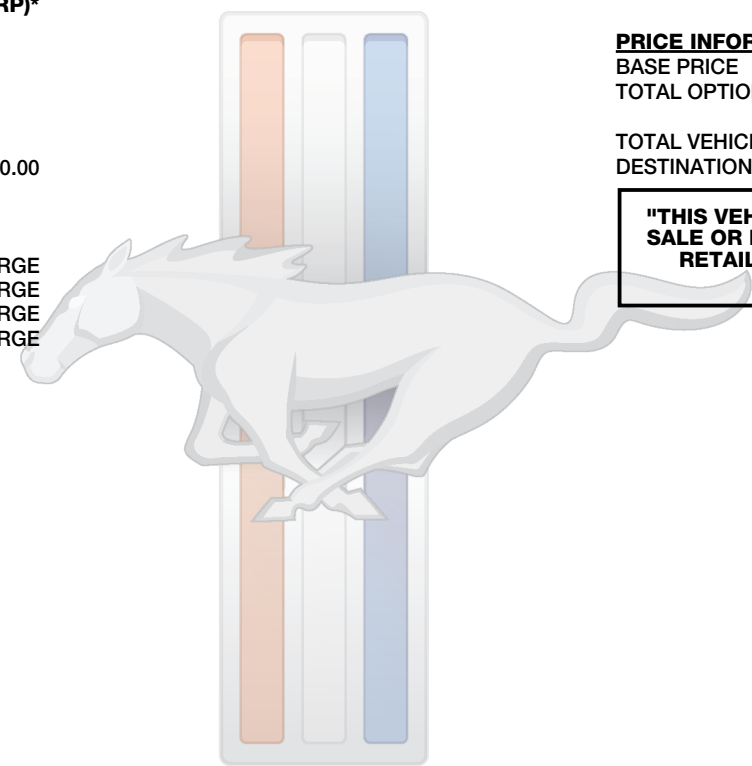 RP)*
0.00
RGE
RGE
RGE
RGE
PRICE INFOR
BASE PRICE
TOTAL OPTIO
TOTAL VEHIC
DESTINATION
"THIS VEH
SALE OR
RETAIL